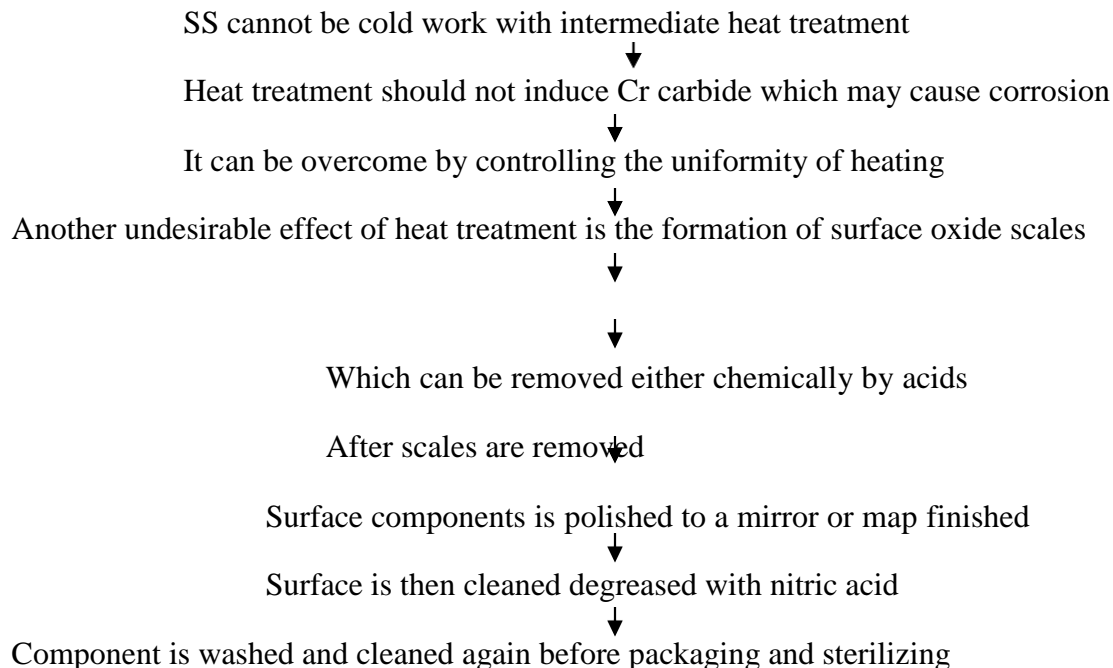 SS cannot be cold work with intermediate heat treatment
Heat treatment should not induce Cr carbide which may cause corrosion
It can be overcome by controlling the uniformity of heating
Another undesirable effect of heat treatment is the formation of surface oxide scales
Which can be removed either chemically by acids
After scales are removed
Surface components is polished to a mirror or map finished
Surface is then cleaned degreased with nitric acid
Component is washed and cleaned again before packaging and sterilizing